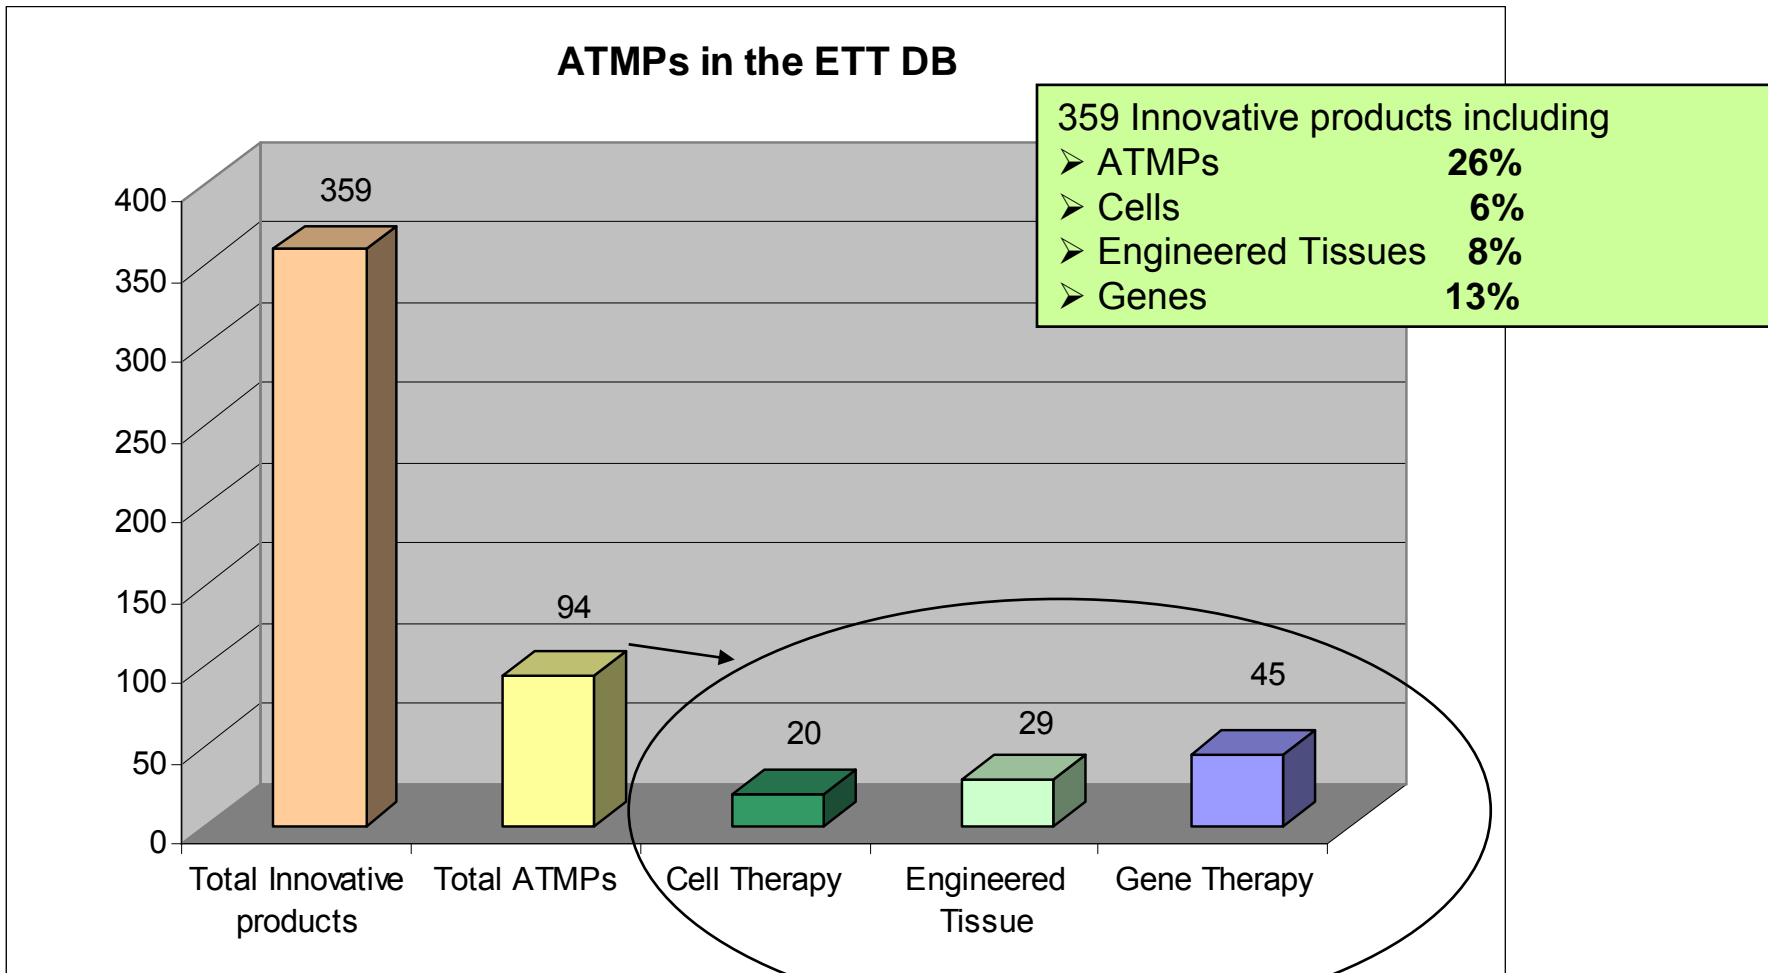 ATMPs in the ETT DB
359 Innovative products including
➢ ATMPs 26%
➢ Cells 6%
➢ Engineered Tissues 8%
➢ Genes 13%
400
350
300
250
200
150
100
50
0
359
94
20
29
45
Total Innovative
products
Total ATMPs
Cell Therapy
Engineered
Tissue
Gene Therapy